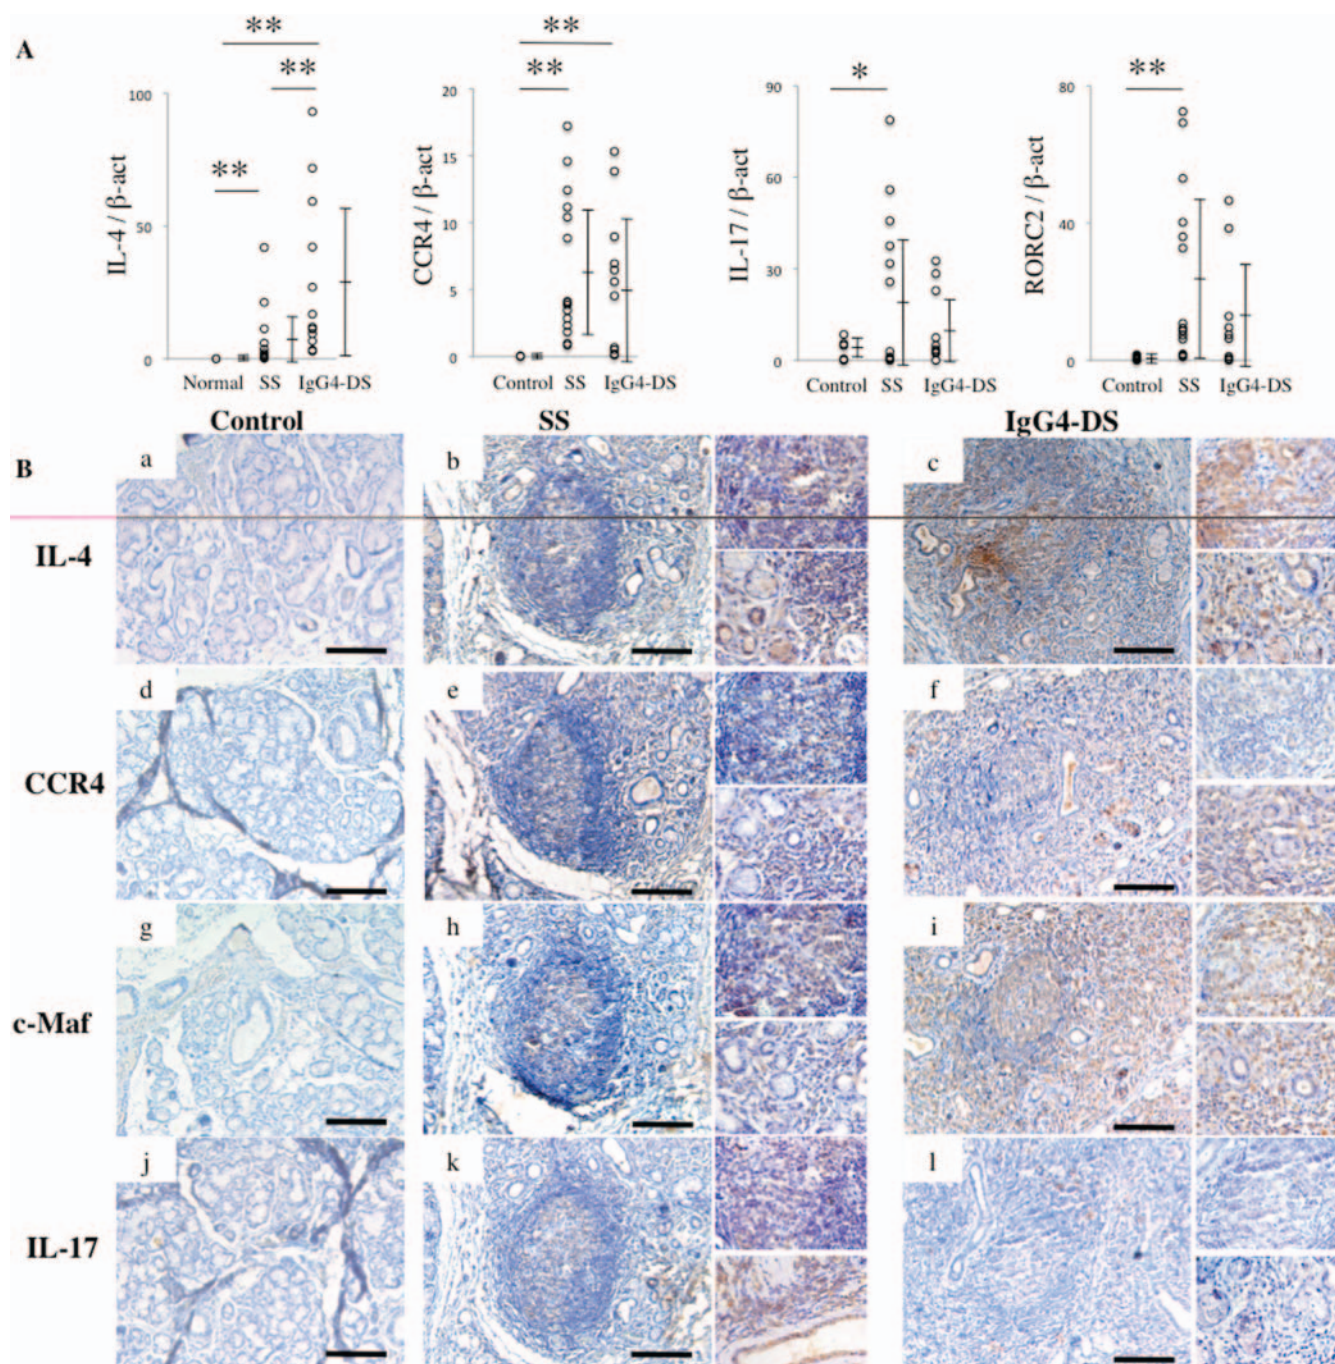 A
** ** **
100
50
0
IL-4 / β-act
Normal SS IgG4-DS
** **
20
15
10
5
0
CCR4 / β-act
Control SS IgG4-DS
*
90
60
30
0
IL-17 / β-act
Control SS IgG4-DS
**
80
40
0
RORC2 / β-act
Control SS IgG4-DS
Control SS IgG4-DS
B
IL-4
a b c
CCR4
d e f
c-Maf
g h i
IL-17
j k l